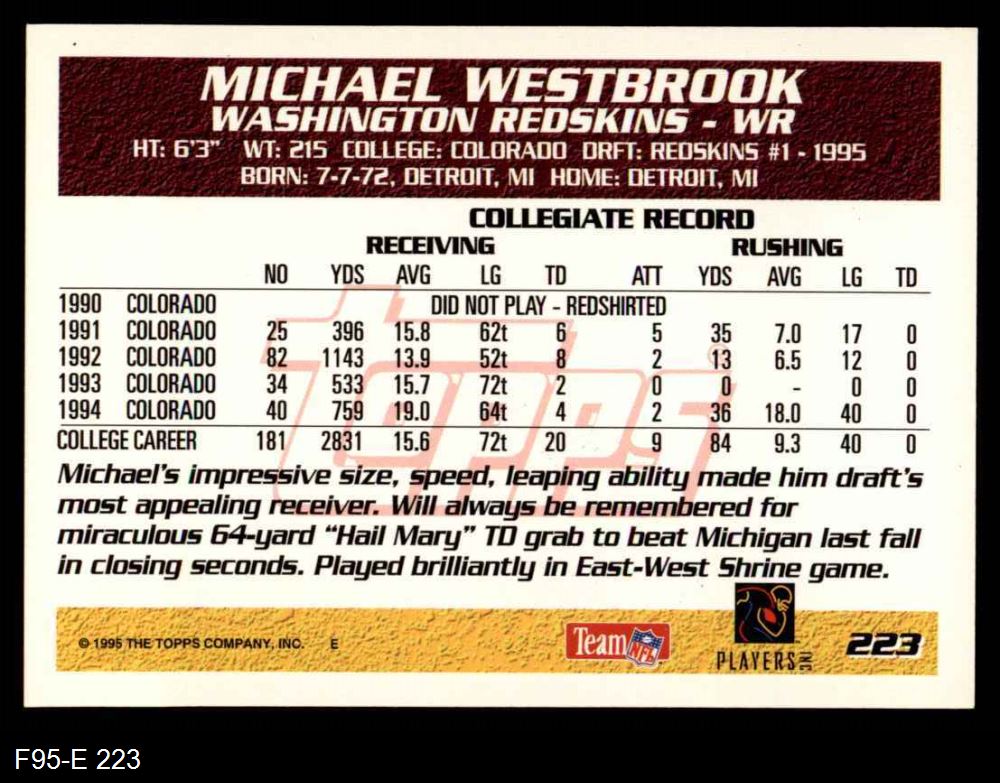 MICHAEL WESTBROOK
WASHINGTON REDSKINS - WR
HT: 6'3" WT: 215 COLLEGE: COLORADO DRFT: REDSKINS #1 - 1995
BORN: 7-7-72, DETROIT, MI HOME: DETROIT, MI
COLLEGIATE RECORD
RECEIVING RUSHING
NO YDS AVG LG TD ATT YDS AVG LG TD
1990 COLORADO DID NOT PLAY - REDSHIRTED
1991 COLORADO 25 396 15.8 62t 6 5 35 7.0 17 0
1992 COLORADO 82 1143 13.9 52t 8 2 13 6.5 12 0
1993 COLORADO 34 533 15.7 72t 2 0 0 - 0 0
1994 COLORADO 40 759 19.0 64t 4 2 36 18.0 40 0
COLLEGE CAREER 181 2831 15.6 72t 20 9 84 9.3 40 0
Topps®
Michael's impressive size, speed, leaping ability made him draft's
most appealing receiver. Will always be remembered for
miraculous 64-yard "Hail Mary" TD grab to beat Michigan last fall
in closing seconds. Played brilliantly in East-West Shrine game.
© 1995 THE TOPPS COMPANY, INC. E
Team NFL
PLAYERS INC
223
F95-E 223